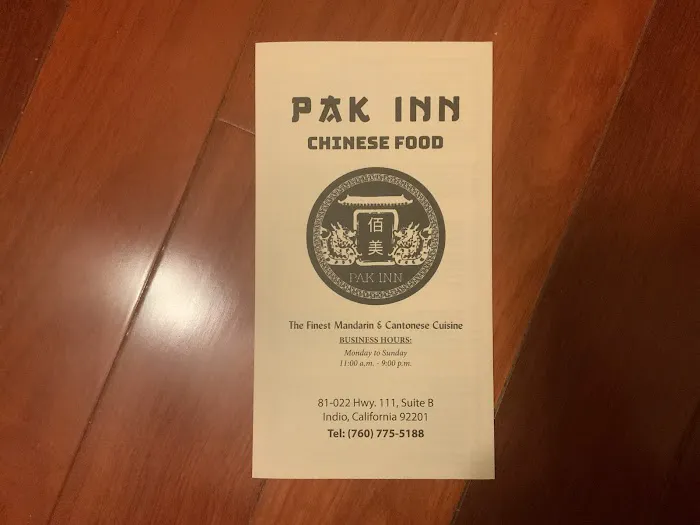 PAK INN
CHINESE FOOD
佰
美
PAK INN
The Finest Mandarin & Cantonese Cuisine
BUSINESS HOURS:
Monday to Sunday
11:00 a.m. - 9:00 p.m.
81-022 Hwy. 111, Suite B
Indio, California 92201
Tel: (760) 775-5188